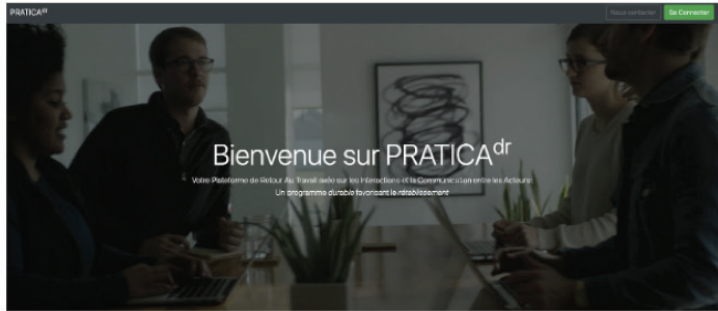 PRATICAdr
Nous contacter
Se Connecter
Bienvenue sur PRATICAdr
Votre Plateforme de Retour Au Travail axée sur les Interactions et la Communication entre les Acteurs
Un programme durable favorisant le rétablissement